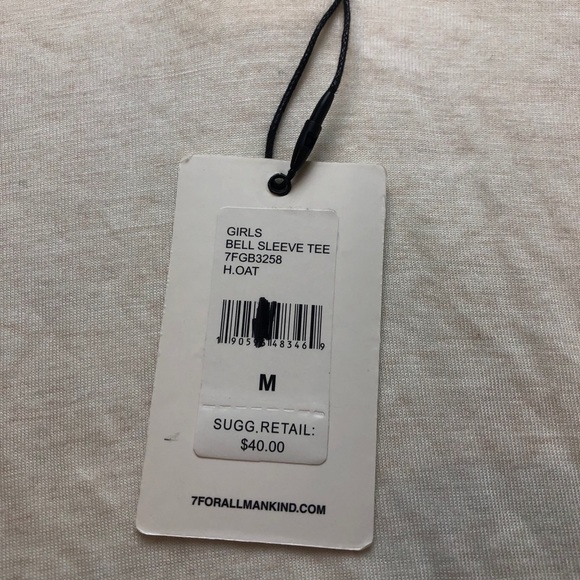 GIRLS
BELL SLEEVE TEE
7FGB3258
H.OAT
M
SUGG.RETAIL:
$40.00
7FORALLMANKIND.COM